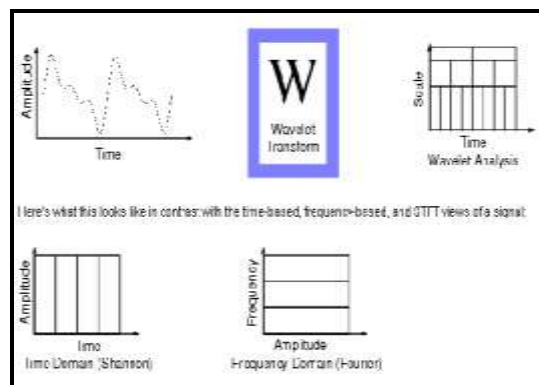 Amplitude
Time
W
Wavelet
Transform
Scale
Time
Wavelet Analysis
Here's what this looks like in contrast with the time-based, frequency-based, and STFT views of a signal:
Amplitude
Time
Time Domain (Shannon)
Frequency
Amplitude
Frequency Domain (Fourier)